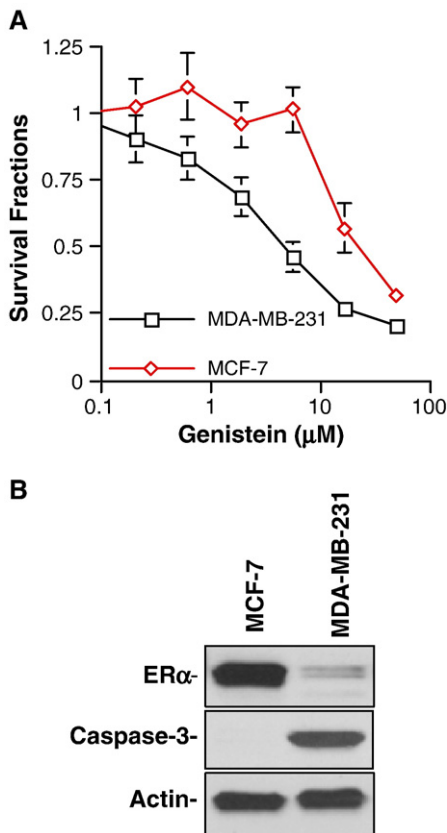 A
1.25
1
0.75
0.5
0.25
0
Survival Fractions
MDA-MB-231
MCF-7
0.1
1
10
100
Genistein (μM)
B
MCF-7
MDA-MB-231
ERα-
Caspase-3-
Actin-